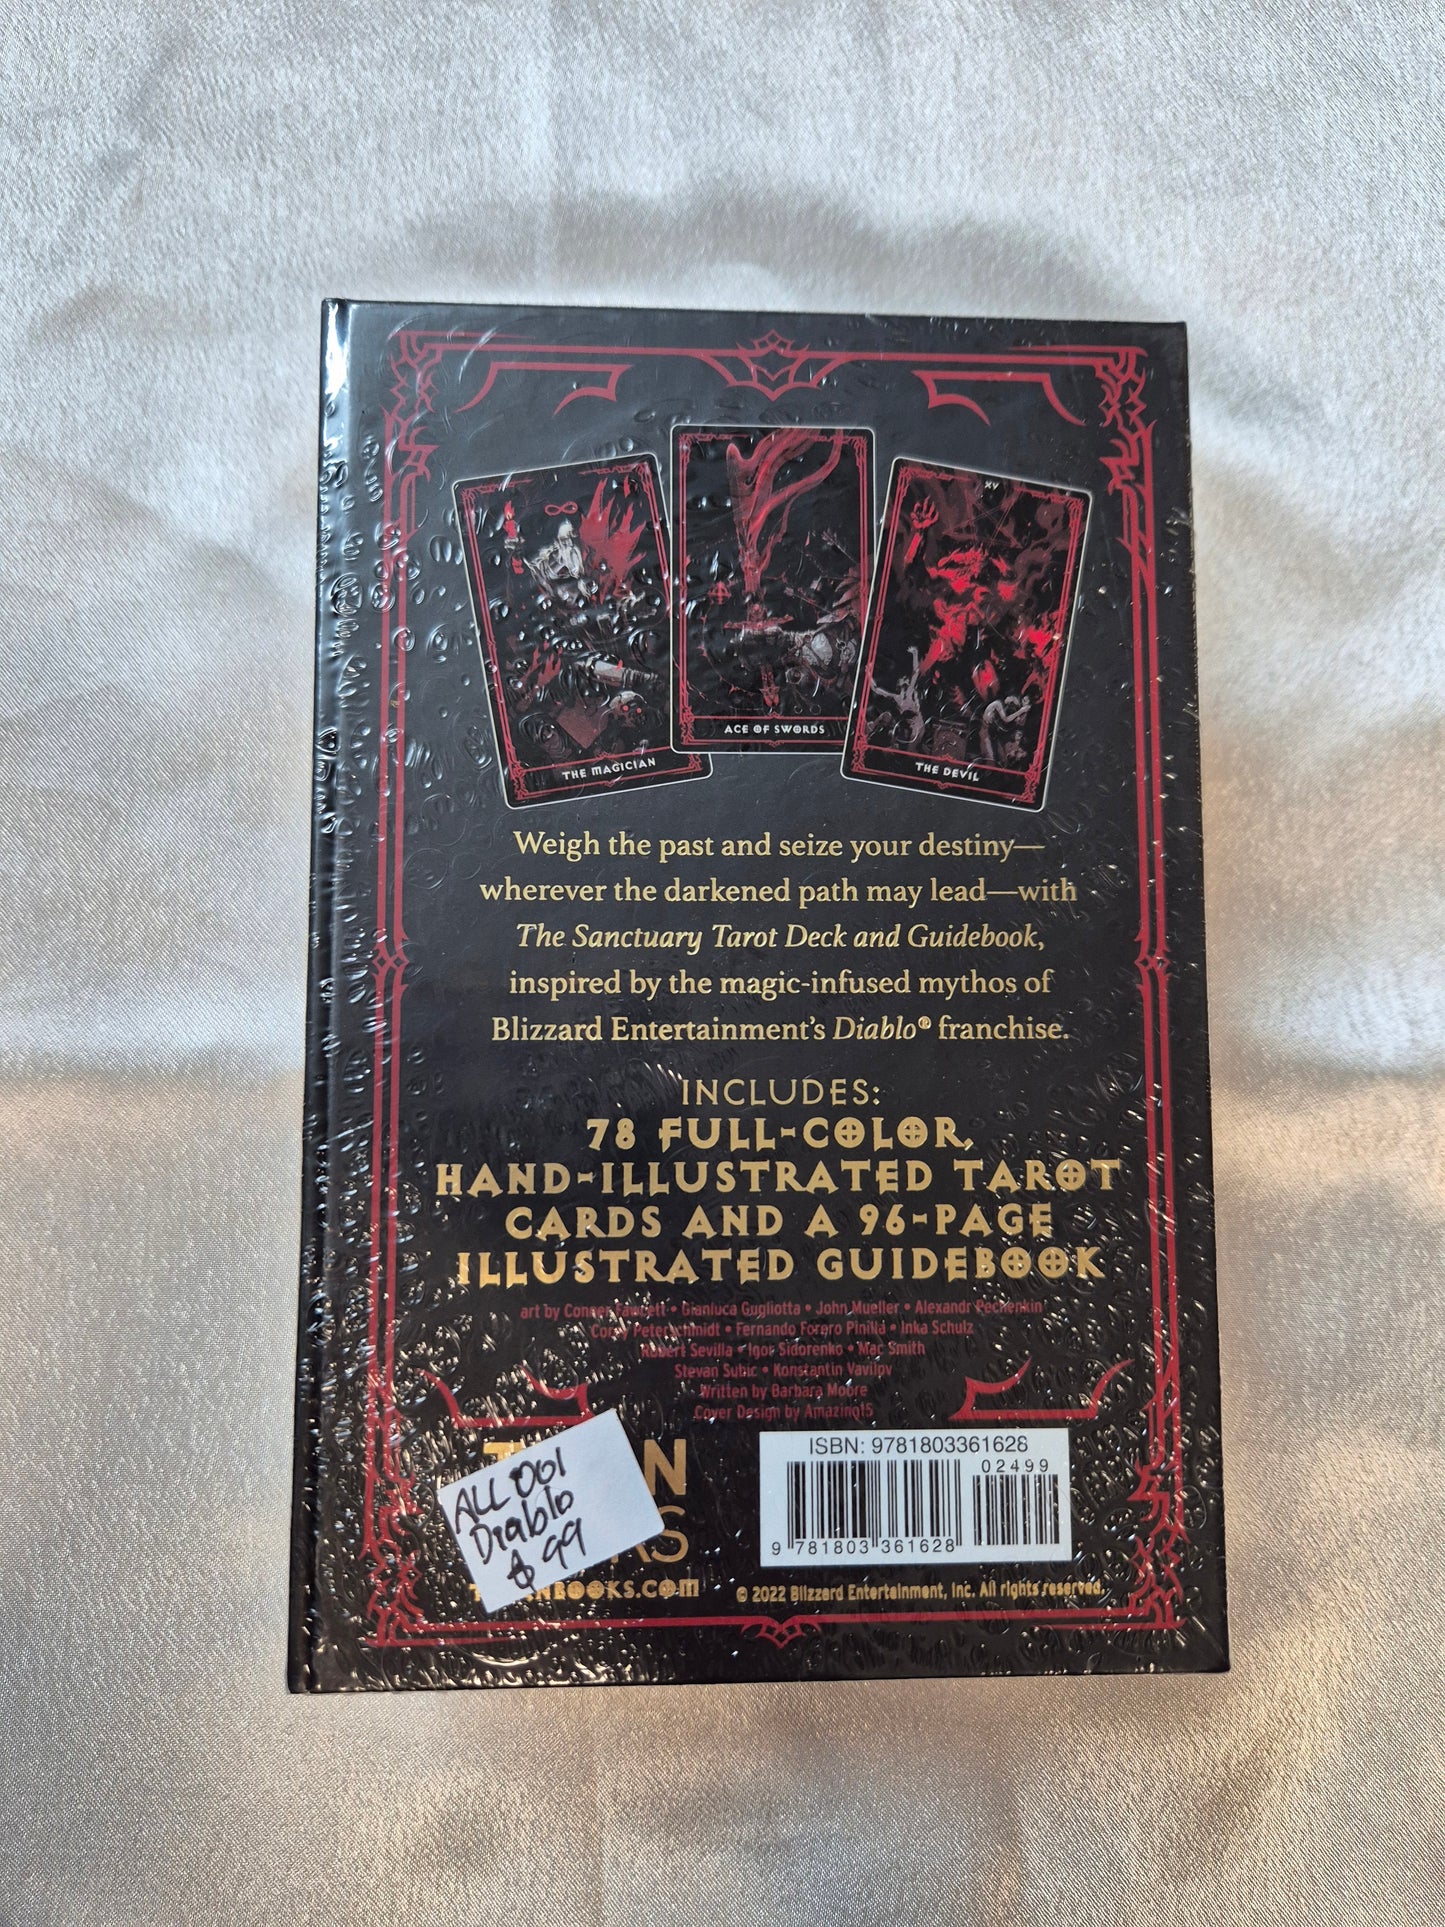 XV
THE MAGICIAN
ACE OF SWORDS
THE DEVIL
Weigh the past and seize your destiny—
wherever the darkened path may lead—with
The Sanctuary Tarot Deck and Guidebook,
inspired by the magic-infused mythos of
Blizzard Entertainment's Diablo® franchise.
INCLUDES:
78 FULL-COLOR,
HAND-ILLUSTRATED TAROT
CARDS AND A 96-PAGE
ILLUSTRATED GUIDEBOOK
art by Conner Fawcett • Gianluca Gugliotta • John Mueller • Alexandr Pechenkin
Corey Peterschmidt • Fernando Forero Pinilla • Inka Schulz
Robert Sevilla • Igor Sidorenko • Mac Smith
Stevan Subic • Konstantin Vavilov
Written by Barbara Moore
Cover Design by Amazing15
ALL 001
Diablo
$ 99
ISBN: 9781803361628
02499
9 781803 361628
© 2022 Blizzard Entertainment, Inc. All rights reserved.